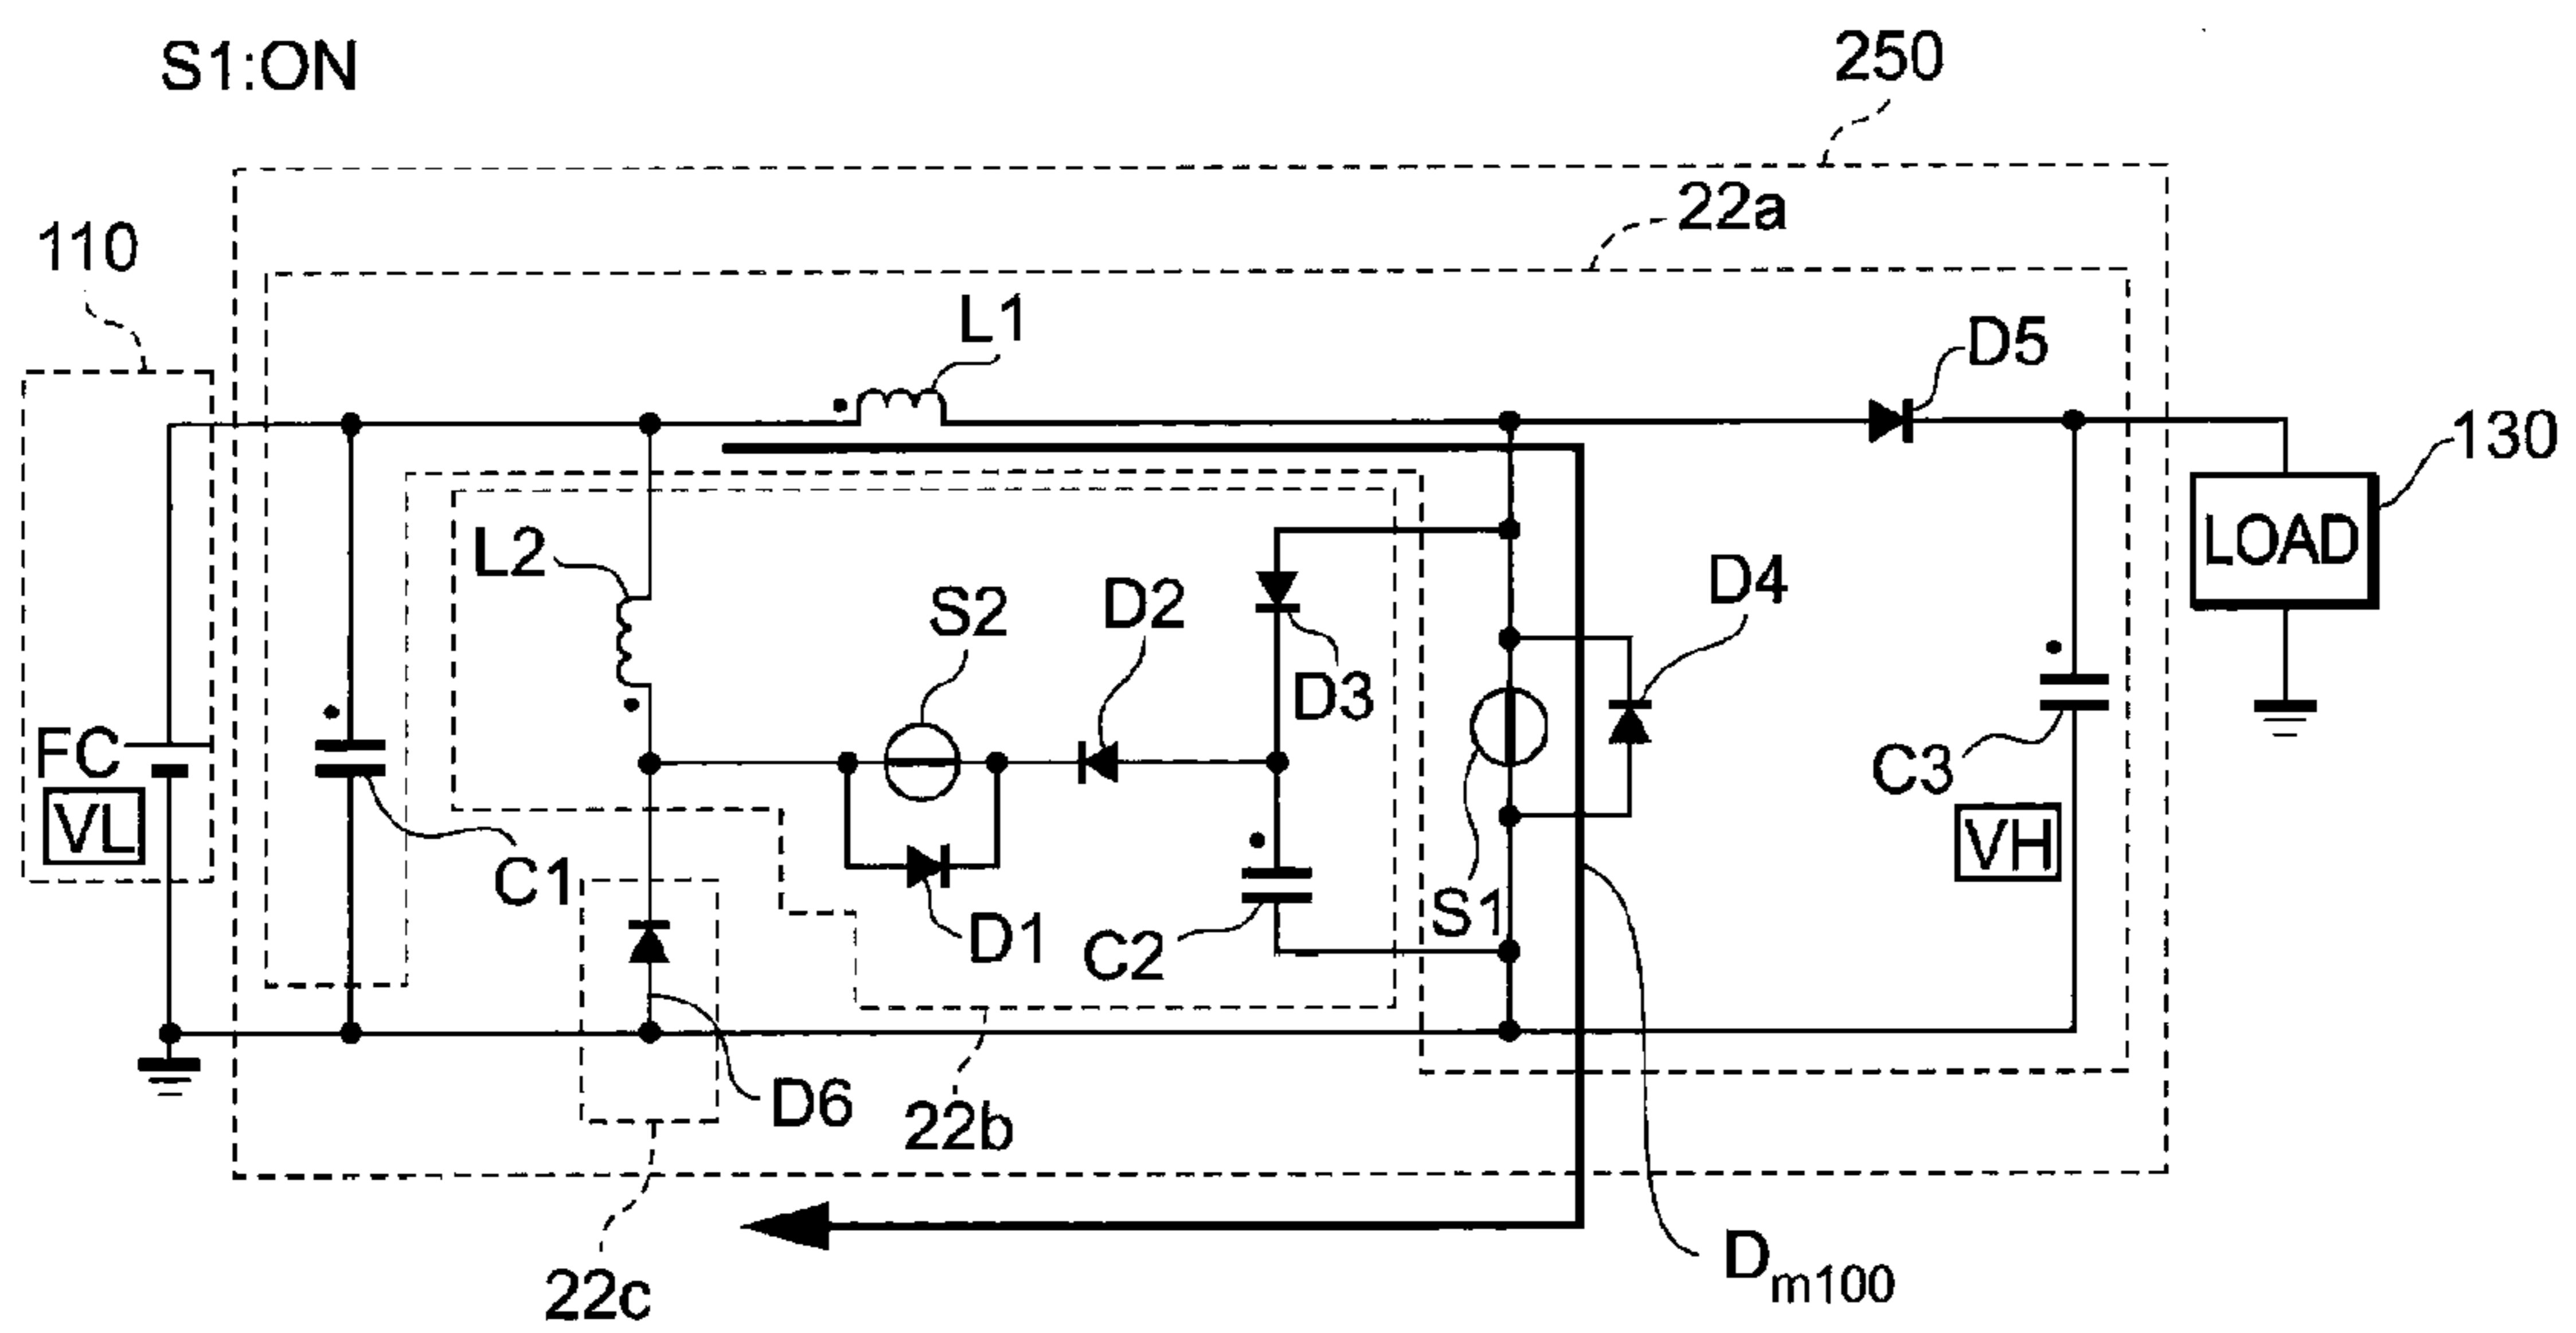 S1:ON
250
22a
110
L1
D5
130
LOAD
L2
S2
D2
D4
D3
FC
VL
C1
C3
VH
S1
D1
C2
D6
22b
22c
Dm100